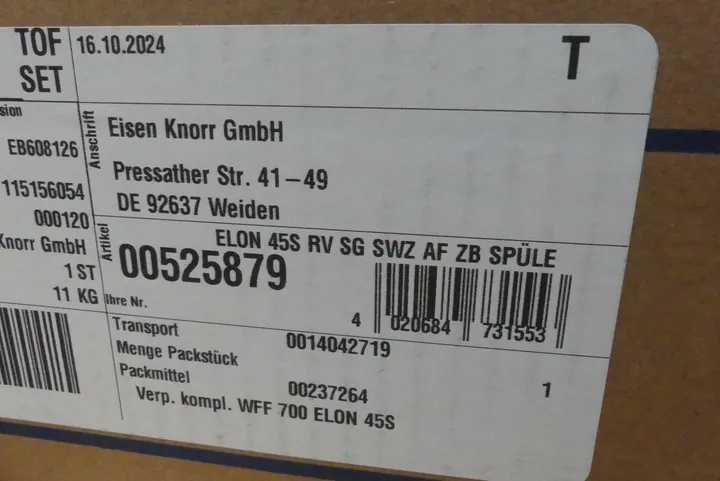 TOF
SET
16.10.2024
T
sion
EB608126
115156054
000120
Knorr GmbH
1 ST
11 KG
Anschrift
Eisen Knorr GmbH
Pressather Str. 41-49
DE 92637 Weiden
Artikel
ELON 45S RV SG SWZ AF ZB SPÜLE
00525879
Ihre Nr.
4 020684 731553
Transport
0014042719
Menge Packstück
1
Packmittel
00237264
Verp. kompl. WFF 700 ELON 45S